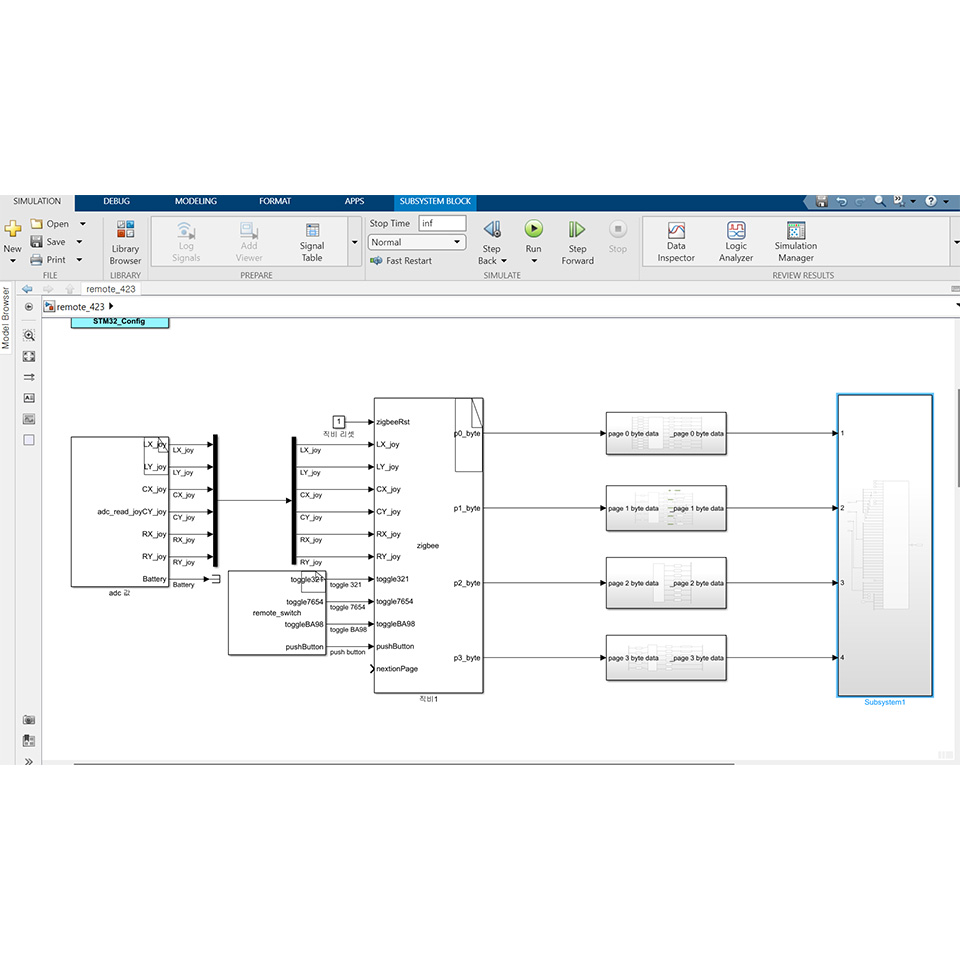 SIMULATION DEBUG MODELING FORMAT APPS SUBSYSTEM BLOCK
New
Open
Save
Print
FILE
Library
Browser
LIBRARY
Log
Signals
Add
Viewer
Signal
Table
PREPARE
Stop Time inf
Normal
Fast Restart
Step
Back
Run
Step
Forward
Stop
SIMULATE
Data
Inspector
Logic
Analyzer
Simulation
Manager
REVIEW RESULTS
Model Browser
remote_423
remote_423
STM32_Config
LX_joy
LY_joy
CX_joy
adc_read_joy
CY_joy
RX_joy
RY_joy
Battery
adc 값
LX_joy
LY_joy
CX_joy
CY_joy
RX_joy
RY_joy
Battery
1
직비 리셋
LX_joy
LY_joy
CX_joy
CY_joy
RX_joy
RY_joy
toggle321
toggle7654
remote_switch
toggleBA98
pushButton
toggle 321
toggle 7654
toggle BA98
push button
zigbeeRst
LX_joy
LY_joy
CX_joy
CY_joy
RX_joy
RY_joy
toggle321
toggle7654
toggleBA98
pushButton
nextionPage
zigbee
p0_byte
p1_byte
p2_byte
p3_byte
직비1
page 0 byte data _page 0 byte data
page 1 byte data _page 1 byte data
page 2 byte data _page 2 byte data
page 3 byte data _page 3 byte data
1
2
3
4
Subsystem1